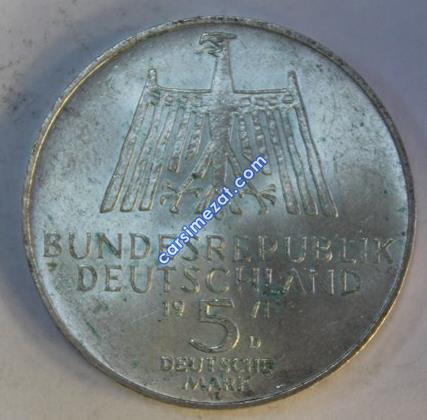 carsimezat.com
BUNDESREPUBLIK
DEUTSCHLAND
1971
5
D
DEUTSCHE
MARK